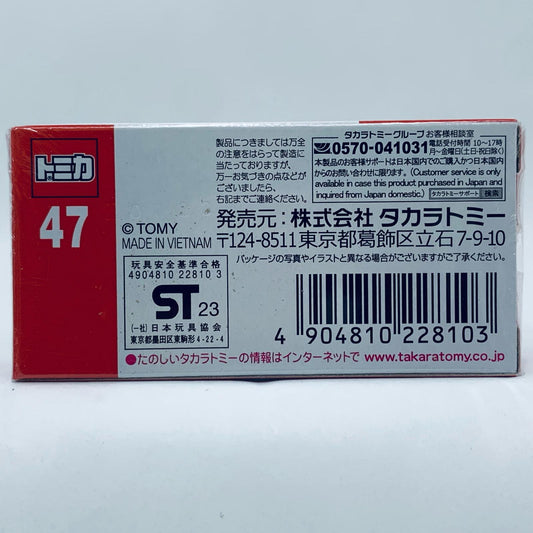 トミカ
47
製品につきましては万全
の注意をはらって製造に
当たっておりますが、
万一お気づきの点などが
ございましたら、
右記までご連絡ください。
タカラトミーグループ お客様相談室
0570-041031
電話受付時間 10〜17時
月〜金曜日(土・日・祝日除く)
本製品のお客様サポートは日本国内でのご購入かつ日本国内
からのお問い合わせに限ります。(Customer service is only
available in case this product purchased in Japan and
inquired from Japan domestic.)
タカラトミーサポート 検索
© TOMY
MADE IN VIETNAM
発売元:株式会社 タカラトミー
〒124-8511東京都葛飾区立石7-9-10
パッケージの写真やイラストと異なる場合がございますがご了承ください。
玩具安全基準合格
4904810 22810 3
ST 23
(一社)日本玩具協会
東京都墨田区東駒形4-22-4
4 904810 228103
●たのしいタカラトミーの情報はインターネットで www.takaratomy.co.jp